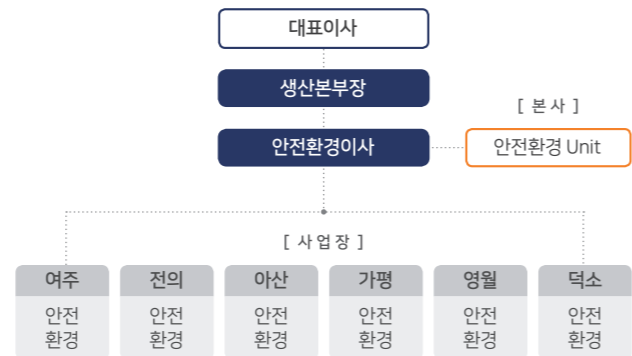 대표이사
생산본부장
[ 본사 ]
안전환경이사
안전환경 Unit
[ 사업장 ]
여주
전의
아산
가평
영월
덕소
안전
환경
안전
환경
안전
환경
안전
환경
안전
환경
안전
환경